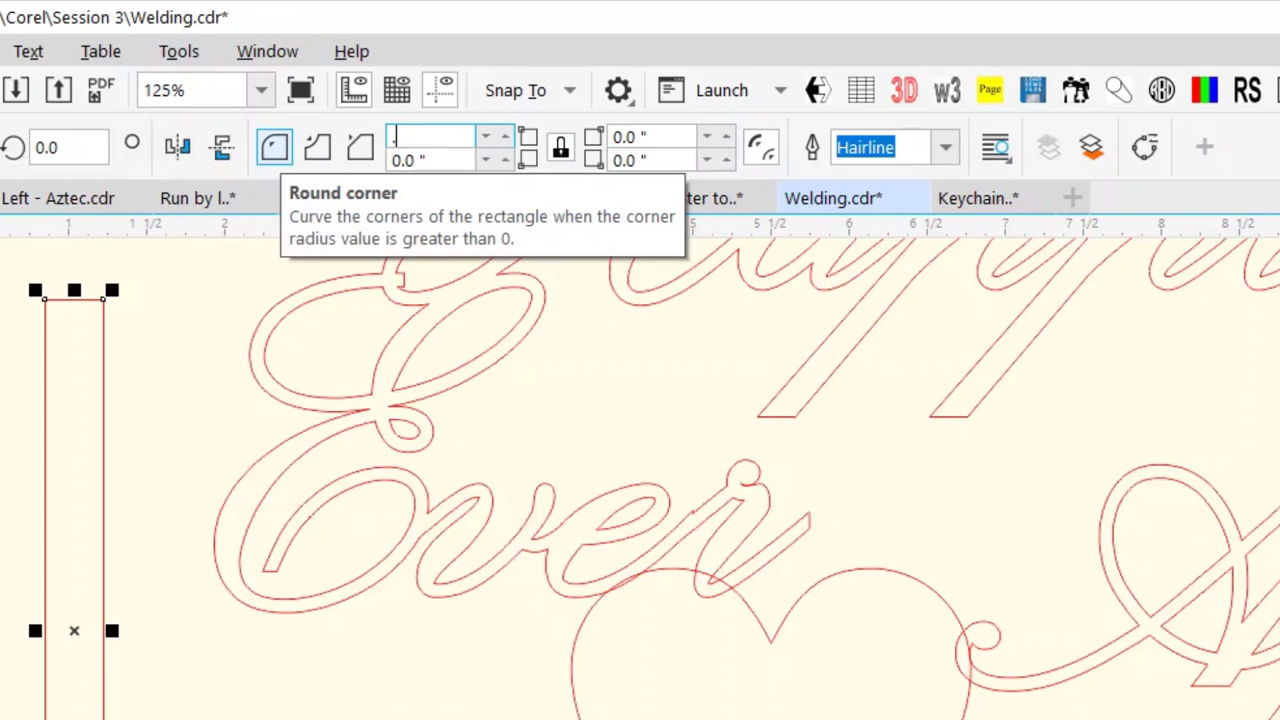 \Corel\Session 3\Welding.cdr*
Text Table Tools Window Help
PDF 125% Snap To Launch 3D w3 Page RS
0.0 . 0.0 " Hairline
0.0 " 0.0 "
Left - Aztec.cdr Run by l..* ter to..* Welding.cdr* Keychain..*
Round corner
Curve the corners of the rectangle when the corner
radius value is greater than 0.
1 1 1/2 2 5 5 1/2 6 6 1/2 7 7 1/2 8 8 1/2
Ever